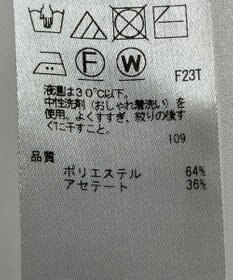 F W
F23T
液温は30℃以下。
中性洗剤(おしゃれ着洗い)を
使用。よくすすぎ、絞りの後す
ぐに干すこと。
109
品質
ポリエステル 64%
アセテート 36%